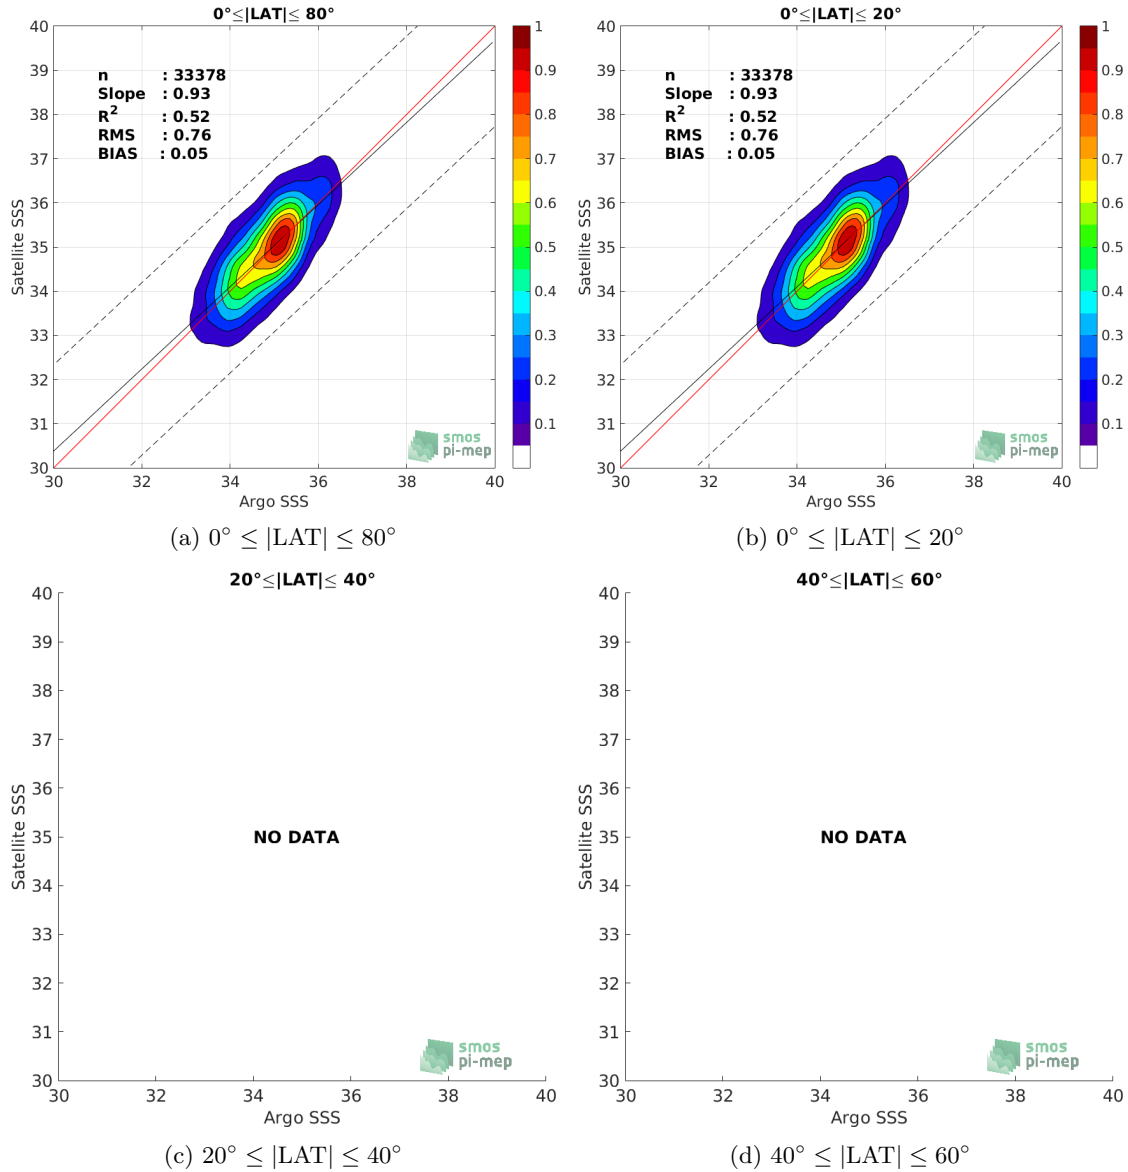 0°≤|LAT|≤ 80°
n : 33378
Slope : 0.93
R² : 0.52
RMS : 0.76
BIAS : 0.05
40
39
38
37
36
35
34
33
32
31
30
Satellite SSS
30 32 34 36 38 40
Argo SSS
1
0.9
0.8
0.7
0.6
0.5
0.4
0.3
0.2
0.1
smos
pi-mep
(a) 0° ≤ |LAT| ≤ 80°
0°≤|LAT|≤ 20°
n : 33378
Slope : 0.93
R² : 0.52
RMS : 0.76
BIAS : 0.05
40
39
38
37
36
35
34
33
32
31
30
Satellite SSS
30 32 34 36 38 40
Argo SSS
1
0.9
0.8
0.7
0.6
0.5
0.4
0.3
0.2
0.1
smos
pi-mep
(b) 0° ≤ |LAT| ≤ 20°
20°≤|LAT|≤ 40°
40
39
38
37
36
35
34
33
32
31
30
Satellite SSS
NO DATA
smos
pi-mep
30 32 34 36 38 40
Argo SSS
(c) 20° ≤ |LAT| ≤ 40°
40°≤|LAT|≤ 60°
40
39
38
37
36
35
34
33
32
31
30
Satellite SSS
NO DATA
smos
pi-mep
30 32 34 36 38 40
Argo SSS
(d) 40° ≤ |LAT| ≤ 60°